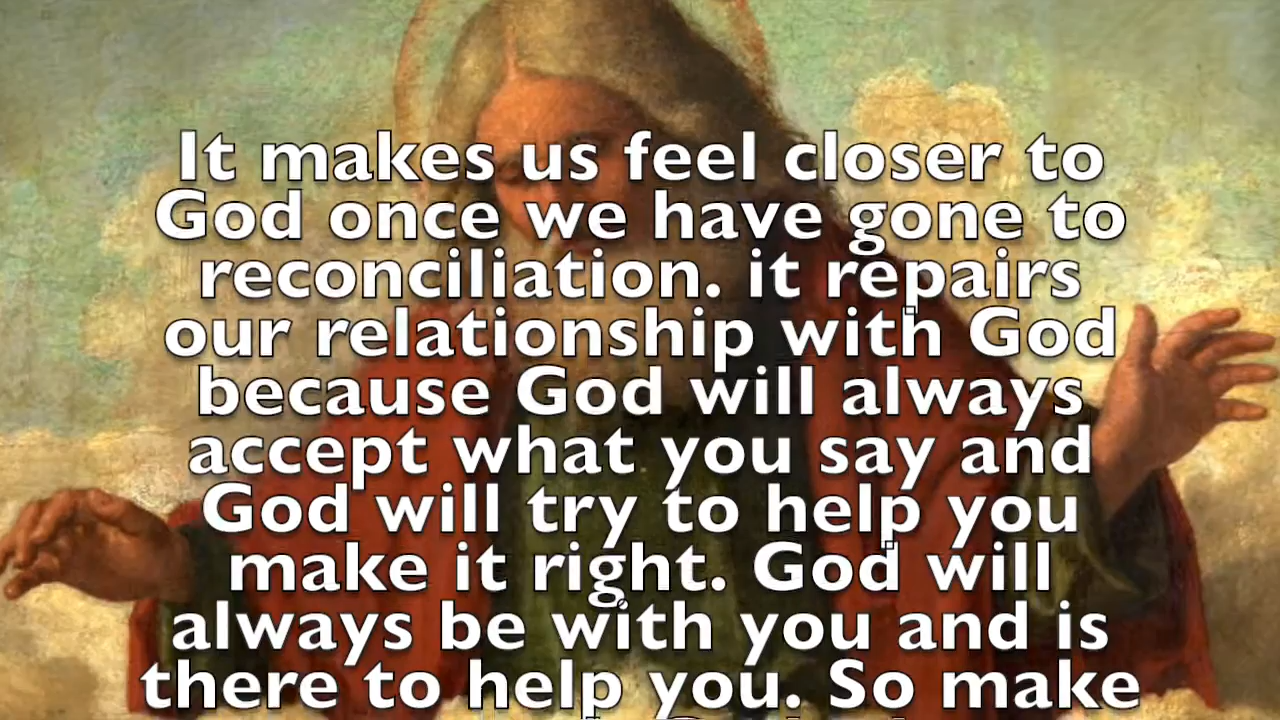 It makes us feel closer to
God once we have gone to
reconciliation. it repairs
our relationship with God
because God will always
accept what you say and
God will try to help you
make it right. God will
always be with you and is
there to help you. So make